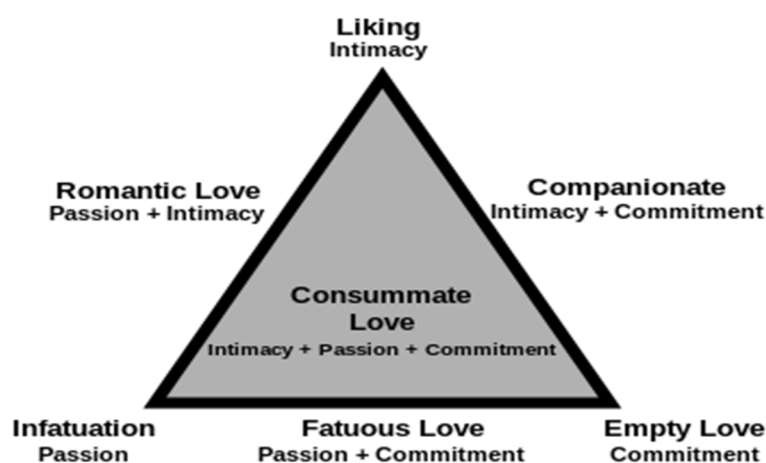 Liking
Intimacy
Romantic Love
Passion + Intimacy
Companionate
Intimacy + Commitment
Consummate
Love
Intimacy + Passion + Commitment
Infatuation
Passion
Fatuous Love
Passion + Commitment
Empty Love
Commitment